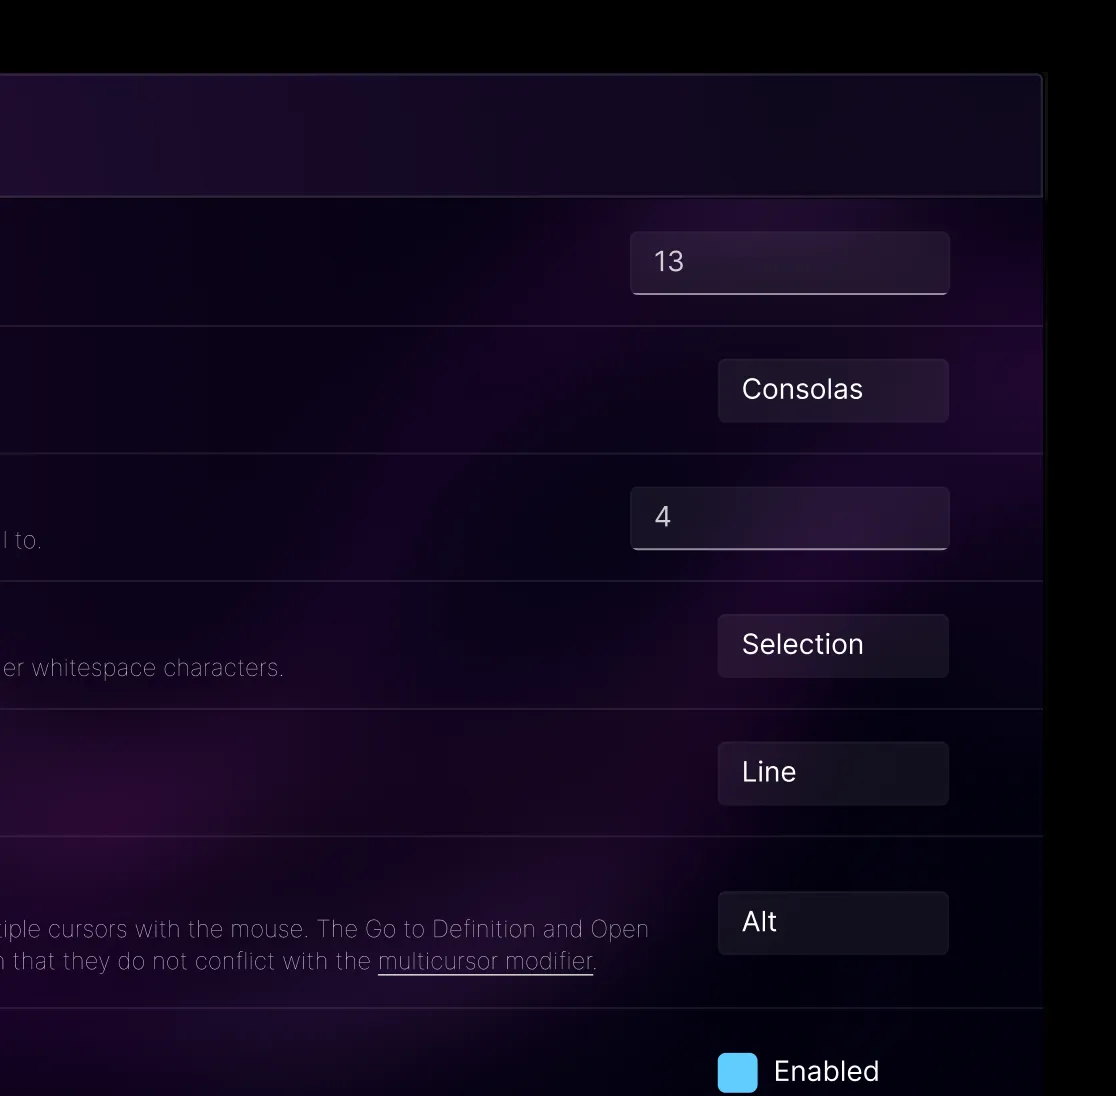 13
Consolas
4
l to.
Selection
er whitespace characters.
Line
Alt
tiple cursors with the mouse. The Go to Definition and Open
n that they do not conflict with the multicursor modifier.
Enabled